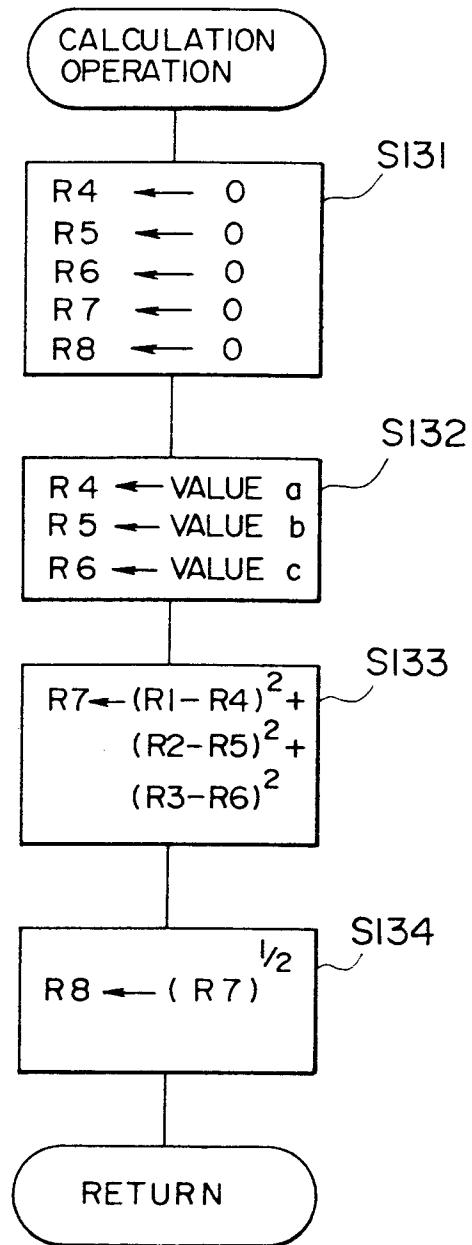 CALCULATION
OPERATION
S131
R4 ← 0
R5 ← 0
R6 ← 0
R7 ← 0
R8 ← 0
S132
R4 ← VALUE a
R5 ← VALUE b
R6 ← VALUE c
S133
R7 ← (R1-R4)² +
(R2-R5)² +
(R3-R6)²
S134
R8 ← (R7)^1/2
RETURN